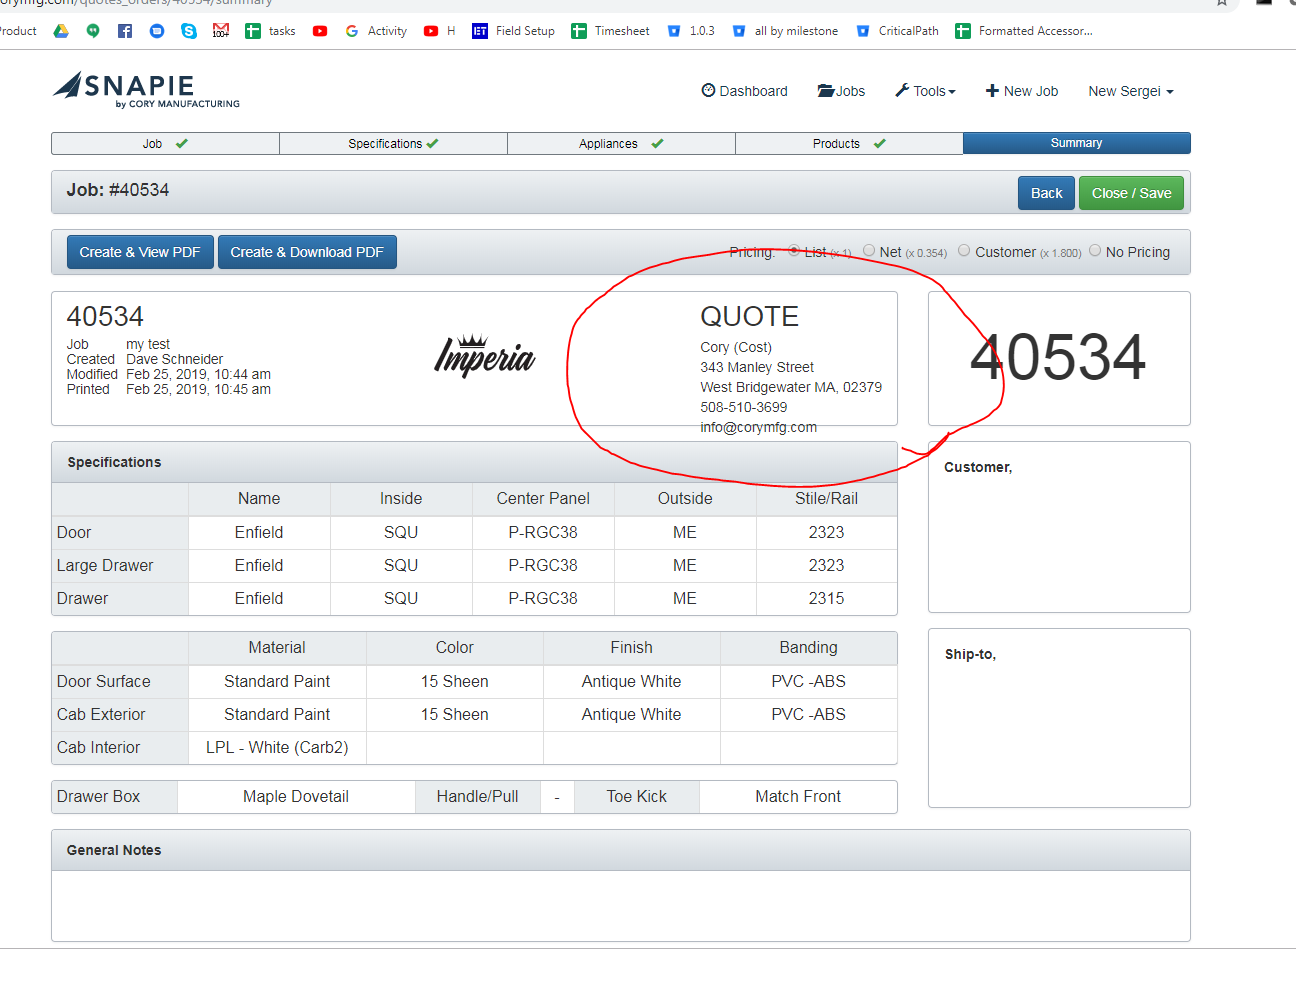 corymfg.com/quotes_orders/40534/summary
Product 100+ tasks Activity H Field Setup Timesheet 1.0.3 all by milestone CriticalPath Formatted Accessor...
SNAPIE
by CORY MANUFACTURING
Dashboard Jobs Tools New Job New Sergei
Job Specifications Appliances Products Summary
Job: #40534 Back Close / Save
Create & View PDF Create & Download PDF Pricing: List (x 1) Net (x 0.354) Customer (x 1.800) No Pricing
40534
Job my test
Created Dave Schneider
Modified Feb 25, 2019, 10:44 am
Printed Feb 25, 2019, 10:45 am
Imperia
QUOTE
Cory (Cost)
343 Manley Street
West Bridgewater MA, 02379
508-510-3699
info@corymfg.com
40534
Specifications
Name Inside Center Panel Outside Stile/Rail
Door Enfield SQU P-RGC38 ME 2323
Large Drawer Enfield SQU P-RGC38 ME 2323
Drawer Enfield SQU P-RGC38 ME 2315
Material Color Finish Banding
Door Surface Standard Paint 15 Sheen Antique White PVC -ABS
Cab Exterior Standard Paint 15 Sheen Antique White PVC -ABS
Cab Interior LPL - White (Carb2)
Drawer Box Maple Dovetail Handle/Pull - Toe Kick Match Front
Customer,
Ship-to,
General Notes